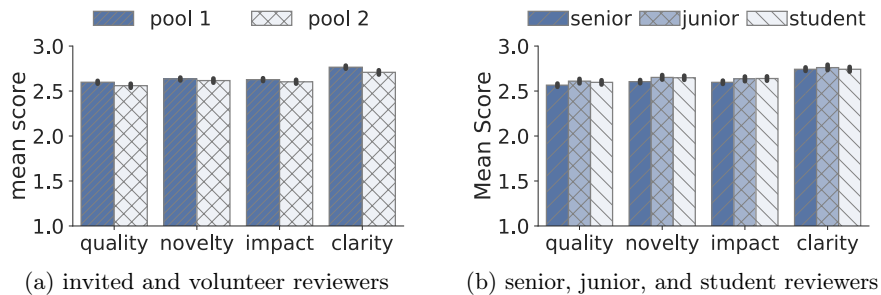 pool 1 pool 2
3.0
2.5
2.0
1.5
1.0
mean score
quality novelty impact clarity
(a) invited and volunteer reviewers
senior junior student
3.0
2.5
2.0
1.5
1.0
Mean Score
quality novelty impact clarity
(b) senior, junior, and student reviewers